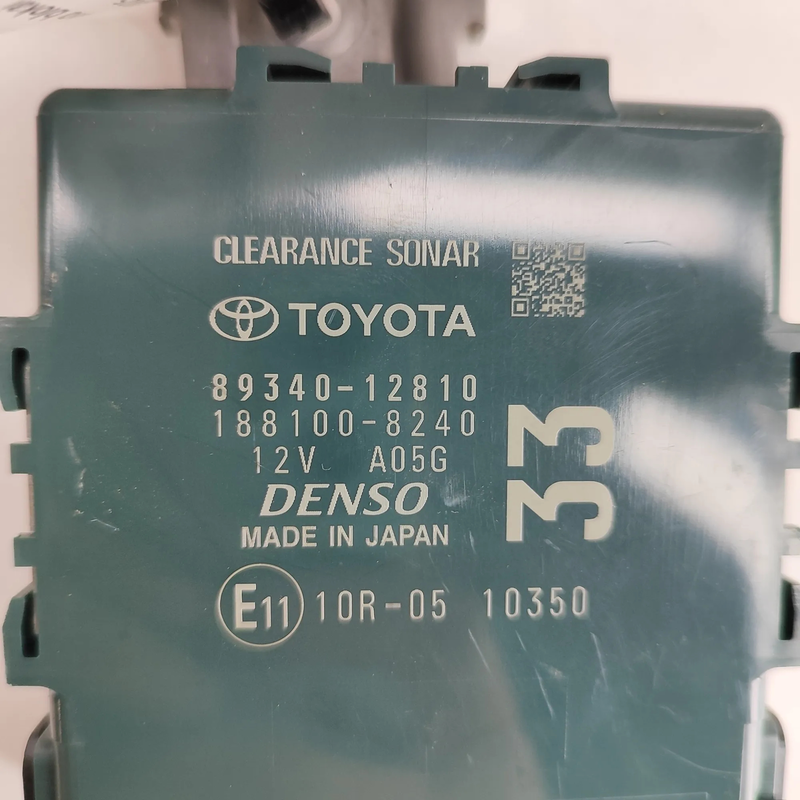 CLEARANCE SONAR
TOYOTA
89340-12810
188100-8240
12V A05G
DENSO
MADE IN JAPAN
33
E11 10R-05 10350